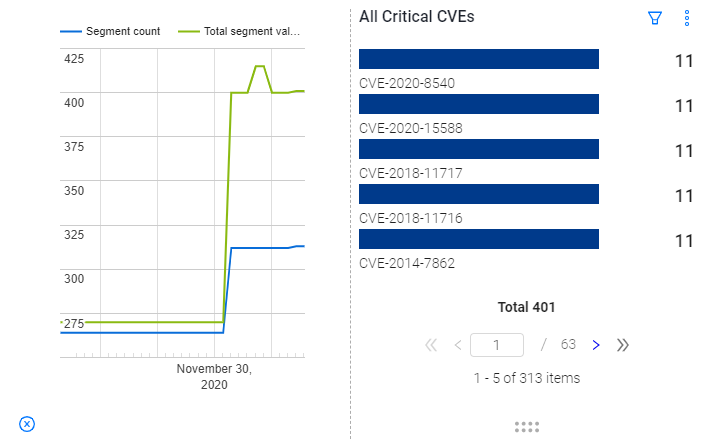 Segment count
Total segment val...
425
400
375
350
325
300
275
November 30,
2020
All Critical CVEs
11
CVE-2020-8540
11
CVE-2020-15588
11
CVE-2018-11717
11
CVE-2018-11716
11
CVE-2014-7862
Total 401
1 / 63
1 - 5 of 313 items